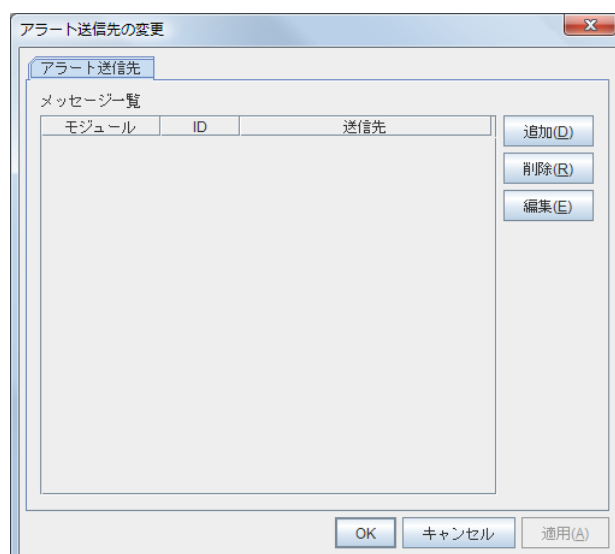 アラート送信先の変更
アラート送信先
メッセージ一覧
モジュール ID 送信先
追加(D)
削除(R)
編集(E)
OK キャンセル 適用(A)